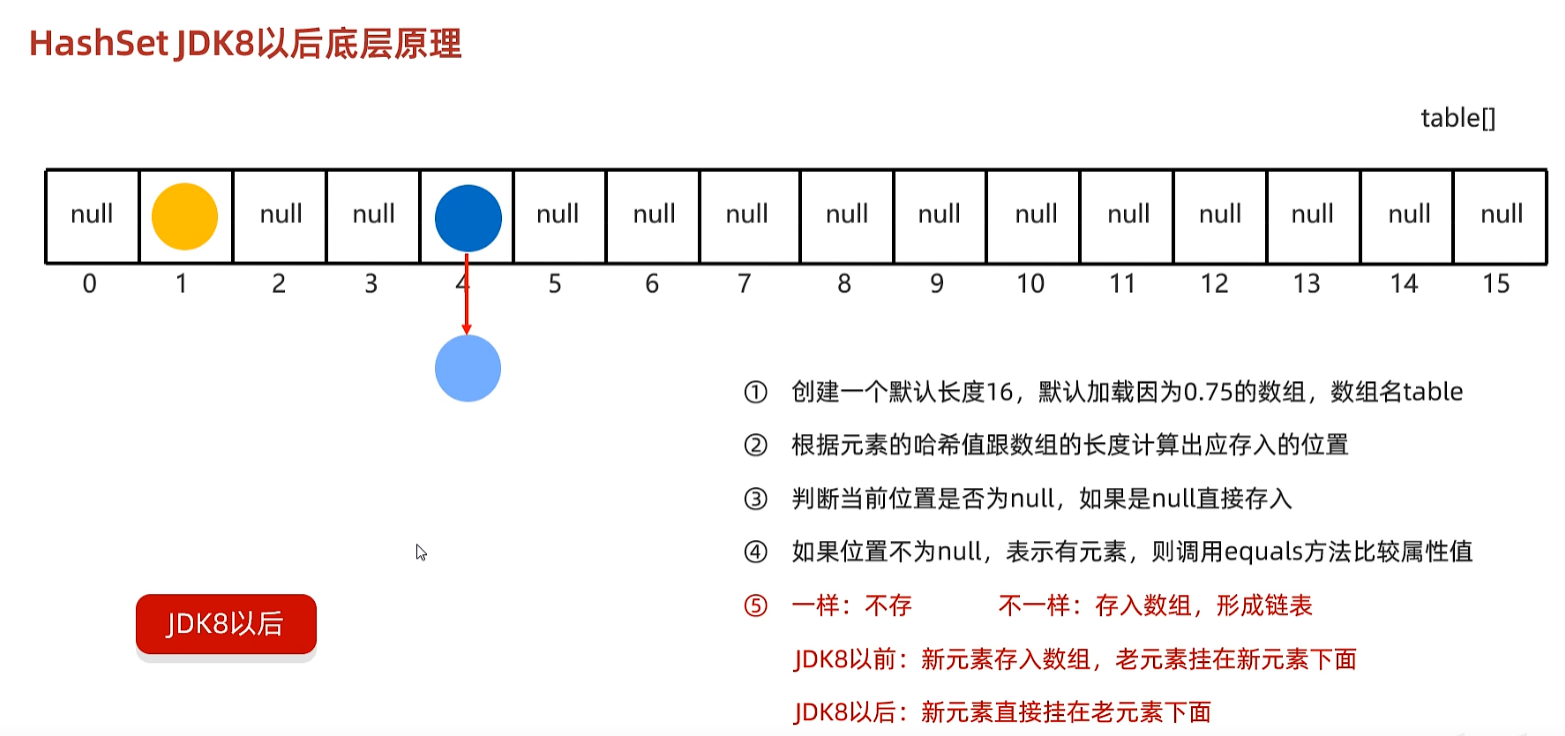 HashSet JDK8以后底层原理
table[]
null null null null null null null null null null null null null null
0 1 2 3 4 5 6 7 8 9 10 11 12 13 14 15
① 创建一个默认长度16，默认加载因为0.75的数组，数组名table
② 根据元素的哈希值跟数组的长度计算出应存入的位置
③ 判断当前位置是否为null，如果是null直接存入
④ 如果位置不为null，表示有元素，则调用equals方法比较属性值
⑤ 一样：不存 不一样：存入数组，形成链表
JDK8以后
JDK8以前：新元素存入数组，老元素挂在新元素下面
JDK8以后：新元素直接挂在老元素下面